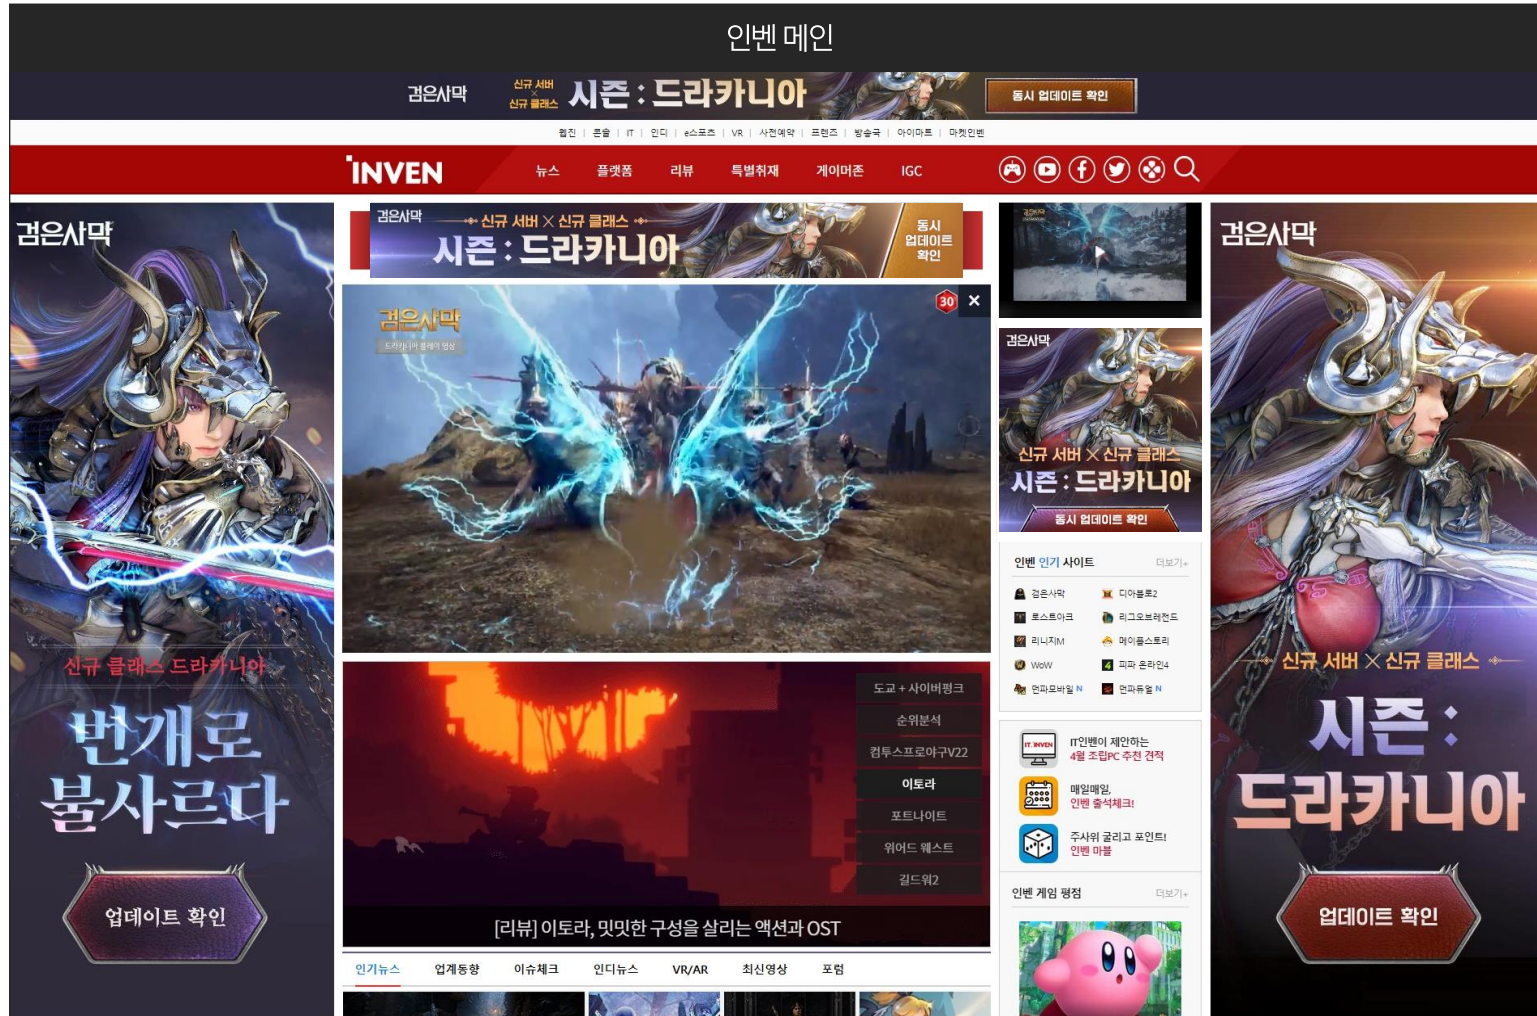 인벤 메인
검은사막
신규 서버
×
신규 클래스
시즌 : 드라카니아
동시 업데이트 확인
웹진 | 콘솔 | IT | 인디 | e스포츠 | VR | 사전예약 | 프렌즈 | 방송국 | 아이마트 | 마켓인벤
INVEN
뉴스 플랫폼 리뷰 특별취재 게이머존 IGC
검은사막
신규 클래스 드라카니아
번개로
불사르다
업데이트 확인
검은사막
신규 서버 × 신규 클래스
시즌 : 드라카니아
동시
업데이트
확인
검은사막
드라카니아 플레이 영상
30
도교 + 사이버펑크
순위분석
컴투스프로야구V22
이토라
포트나이트
위어드 웨스트
길드워2
[리뷰] 이토라, 밋밋한 구성을 살리는 액션과 OST
인기뉴스 업계동향 이슈체크 인디뉴스 VR/AR 최신영상 포럼
검은사막
검은사막
신규 서버 × 신규 클래스
시즌 : 드라카니아
동시 업데이트 확인
인벤 인기 사이트 더보기+
검은사막 디아블로2
로스트아크 리그오브레전드
리니지M 메이플스토리
WoW 피파 온라인4
던파모바일 N 던파듀얼 N
IT.INVEN
IT인벤이 제안하는
4월 조립PC 추천 견적
매일매일,
인벤 출석체크!
주사위 굴리고 포인트!
인벤 마블
인벤 게임 평점 더보기+
검은사막
신규 서버 × 신규 클래스
시즌 :
드라카니아
업데이트 확인